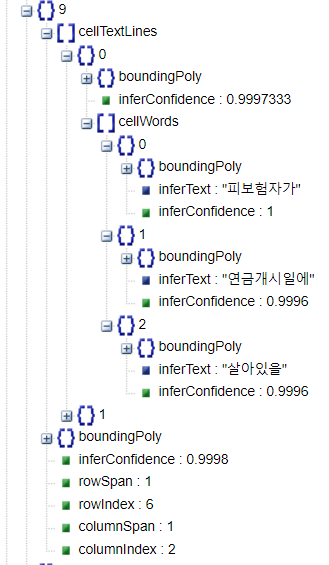 9
cellTextLines
0
boundingPoly
inferConfidence : 0.9997333
cellWords
0
boundingPoly
inferText : "피보험자가"
inferConfidence : 1
1
boundingPoly
inferText : "연금개시일에"
inferConfidence : 0.9996
2
boundingPoly
inferText : "살아있을"
inferConfidence : 0.9996
1
boundingPoly
inferConfidence : 0.9998
rowSpan : 1
rowIndex : 6
columnSpan : 1
columnIndex : 2